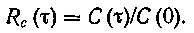 R_c (τ) = C (τ)/C (0).